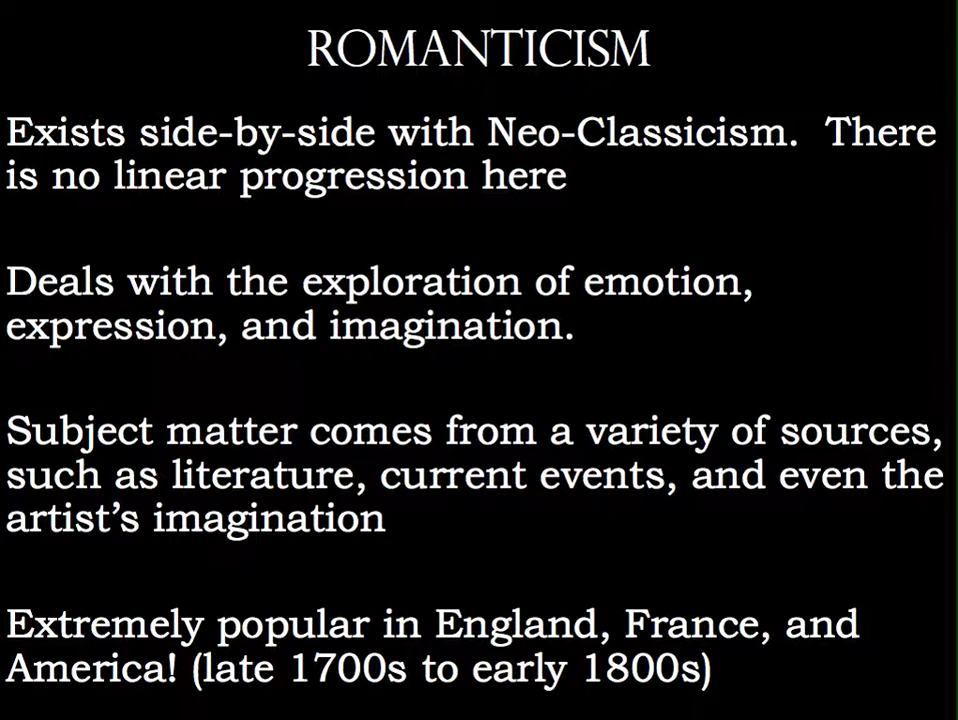 ROMANTICISM
Exists side-by-side with Neo-Classicism.  There
is no linear progression here
Deals with the exploration of emotion,
expression, and imagination.
Subject matter comes from a variety of sources,
such as literature, current events, and even the
artist’s imagination
Extremely popular in England, France, and
America! (late 1700s to early 1800s)